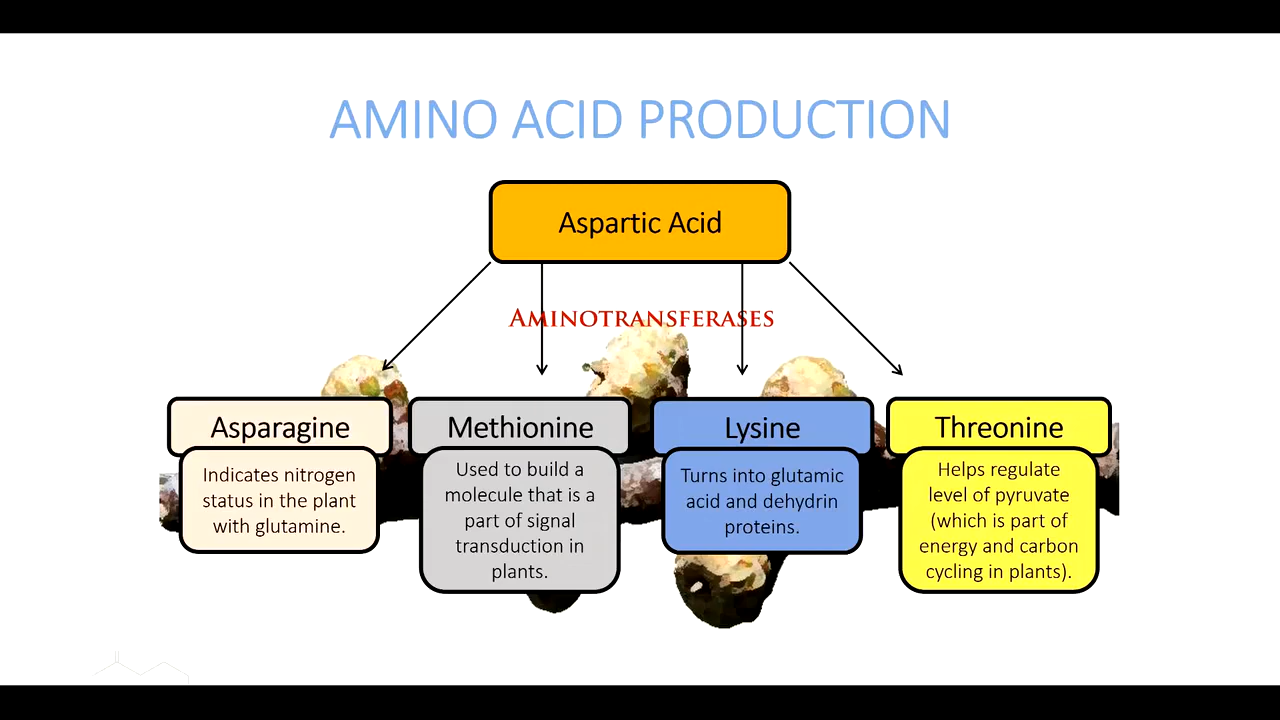 AMINO ACID PRODUCTION
Aspartic Acid
AMINOTRANSFERASES
Asparagine
Indicates nitrogen
status in the plant
with glutamine.
Methionine
Used to build a
molecule that is a
part of signal
transduction in
plants.
Lysine
Turns into glutamic
acid and dehydrin
proteins.
Threonine
Helps regulate
level of pyruvate
(which is part of
energy and carbon
cycling in plants).